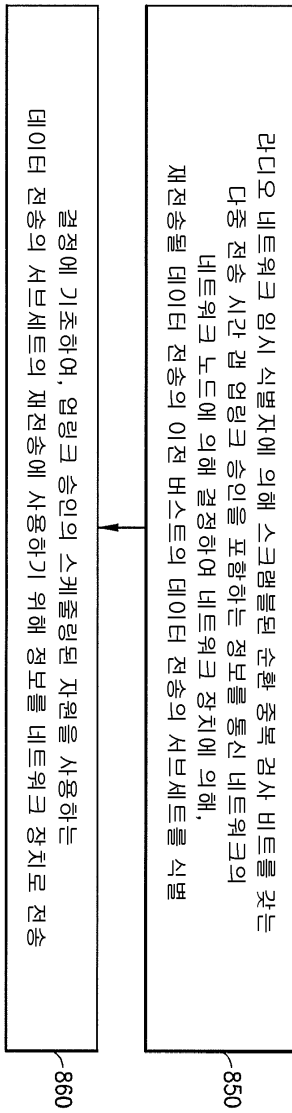 라디오 네트워크 임시 식별자에 의해 스크램블된 순환 중복 검사 비트를 갖는
다중 전송 시간 갭 업링크 승인을 포함하는 정보를 통신 네트워크의
네트워크 노드에 의해 결정하여 네트워크 장치에 의해,
재전송될 데이터 전송의 이전 버스트의 데이터 전송의 서브세트를 식별
850
결정에 기초하여, 업링크 승인의 스케줄링된 자원을 사용하는
데이터 전송의 서브세트의 재전송에 사용하기 위해 정보를 네트워크 장치로 전송
860